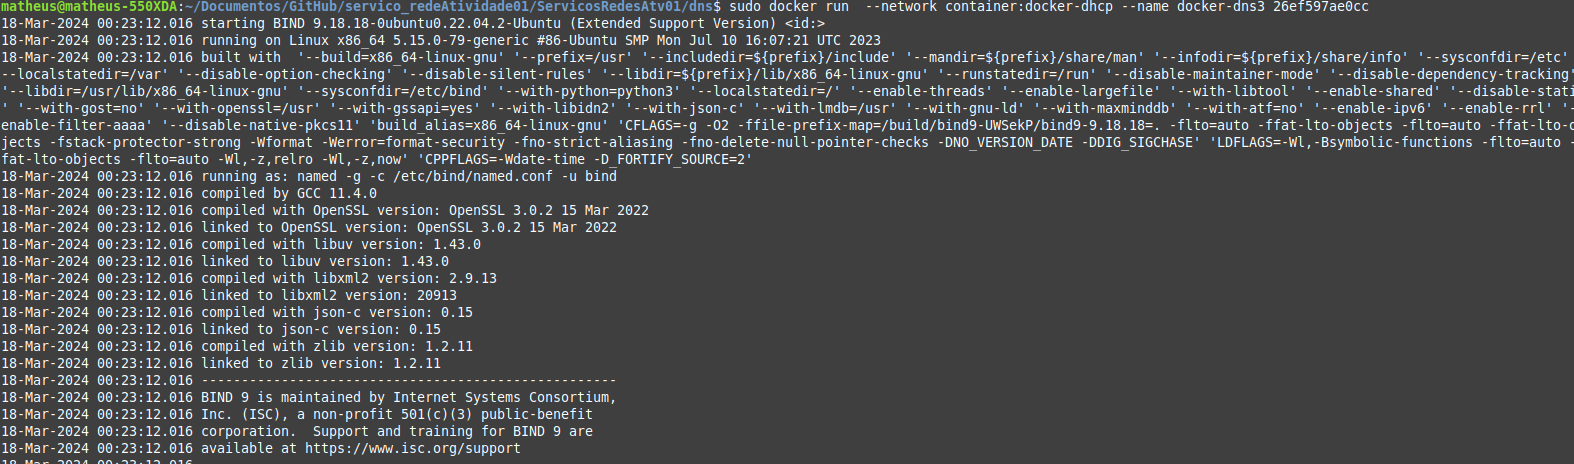 matheus@matheus-550XDA:~/Documentos/GitHub/servico_redeAtividade01/ServicosRedesAtv01/dns$ sudo docker run  --network container:docker-dhcp --name docker-dns3 26ef597ae0cc
18-Mar-2024 00:23:12.016 starting BIND 9.18.18-0ubuntu0.22.04.2-Ubuntu (Extended Support Version) <id:>
18-Mar-2024 00:23:12.016 running on Linux x86_64 5.15.0-79-generic #86-Ubuntu SMP Mon Jul 10 16:07:21 UTC 2023
18-Mar-2024 00:23:12.016 built with  '--build=x86_64-linux-gnu' '--prefix=/usr' '--includedir=${prefix}/include' '--mandir=${prefix}/share/man' '--infodir=${prefix}/share/info' '--sysconfdir=/etc'
--localstatedir=/var' '--disable-option-checking' '--disable-silent-rules' '--libdir=${prefix}/lib/x86_64-linux-gnu' '--runstatedir=/run' '--disable-maintainer-mode' '--disable-dependency-tracking'
'--libdir=/usr/lib/x86_64-linux-gnu' '--sysconfdir=/etc/bind' '--with-python=python3' '--localstatedir=/' '--enable-threads' '--enable-largefile' '--with-libtool' '--enable-shared' '--disable-stati
' '--with-gost=no' '--with-openssl=/usr' '--with-gssapi=yes' '--with-libidn2' '--with-json-c' '--with-lmdb=/usr' '--with-gnu-ld' '--with-maxminddb' '--with-atf=no' '--enable-ipv6' '--enable-rrl' '-
enable-filter-aaaa' '--disable-native-pkcs11' 'build_alias=x86_64-linux-gnu' 'CFLAGS=-g -O2 -ffile-prefix-map=/build/bind9-UWSekP/bind9-9.18.18=. -flto=auto -ffat-lto-objects -flto=auto -ffat-lto-o
jects -fstack-protector-strong -Wformat -Werror=format-security -fno-strict-aliasing -fno-delete-null-pointer-checks -DNO_VERSION_DATE -DDIG_SIGCHASE' 'LDFLAGS=-Wl,-Bsymbolic-functions -flto=auto -
fat-lto-objects -flto=auto -Wl,-z,relro -Wl,-z,now' 'CPPFLAGS=-Wdate-time -D_FORTIFY_SOURCE=2'
18-Mar-2024 00:23:12.016 running as: named -g -c /etc/bind/named.conf -u bind
18-Mar-2024 00:23:12.016 compiled by GCC 11.4.0
18-Mar-2024 00:23:12.016 compiled with OpenSSL version: OpenSSL 3.0.2 15 Mar 2022
18-Mar-2024 00:23:12.016 linked to OpenSSL version: OpenSSL 3.0.2 15 Mar 2022
18-Mar-2024 00:23:12.016 compiled with libuv version: 1.43.0
18-Mar-2024 00:23:12.016 linked to libuv version: 1.43.0
18-Mar-2024 00:23:12.016 compiled with libxml2 version: 2.9.13
18-Mar-2024 00:23:12.016 linked to libxml2 version: 20913
18-Mar-2024 00:23:12.016 compiled with json-c version: 0.15
18-Mar-2024 00:23:12.016 linked to json-c version: 0.15
18-Mar-2024 00:23:12.016 compiled with zlib version: 1.2.11
18-Mar-2024 00:23:12.016 linked to zlib version: 1.2.11
18-Mar-2024 00:23:12.016 ----------------------------------------------------
18-Mar-2024 00:23:12.016 BIND 9 is maintained by Internet Systems Consortium,
18-Mar-2024 00:23:12.016 Inc. (ISC), a non-profit 501(c)(3) public-benefit
18-Mar-2024 00:23:12.016 corporation.  Support and training for BIND 9 are
18-Mar-2024 00:23:12.016 available at https://www.isc.org/support